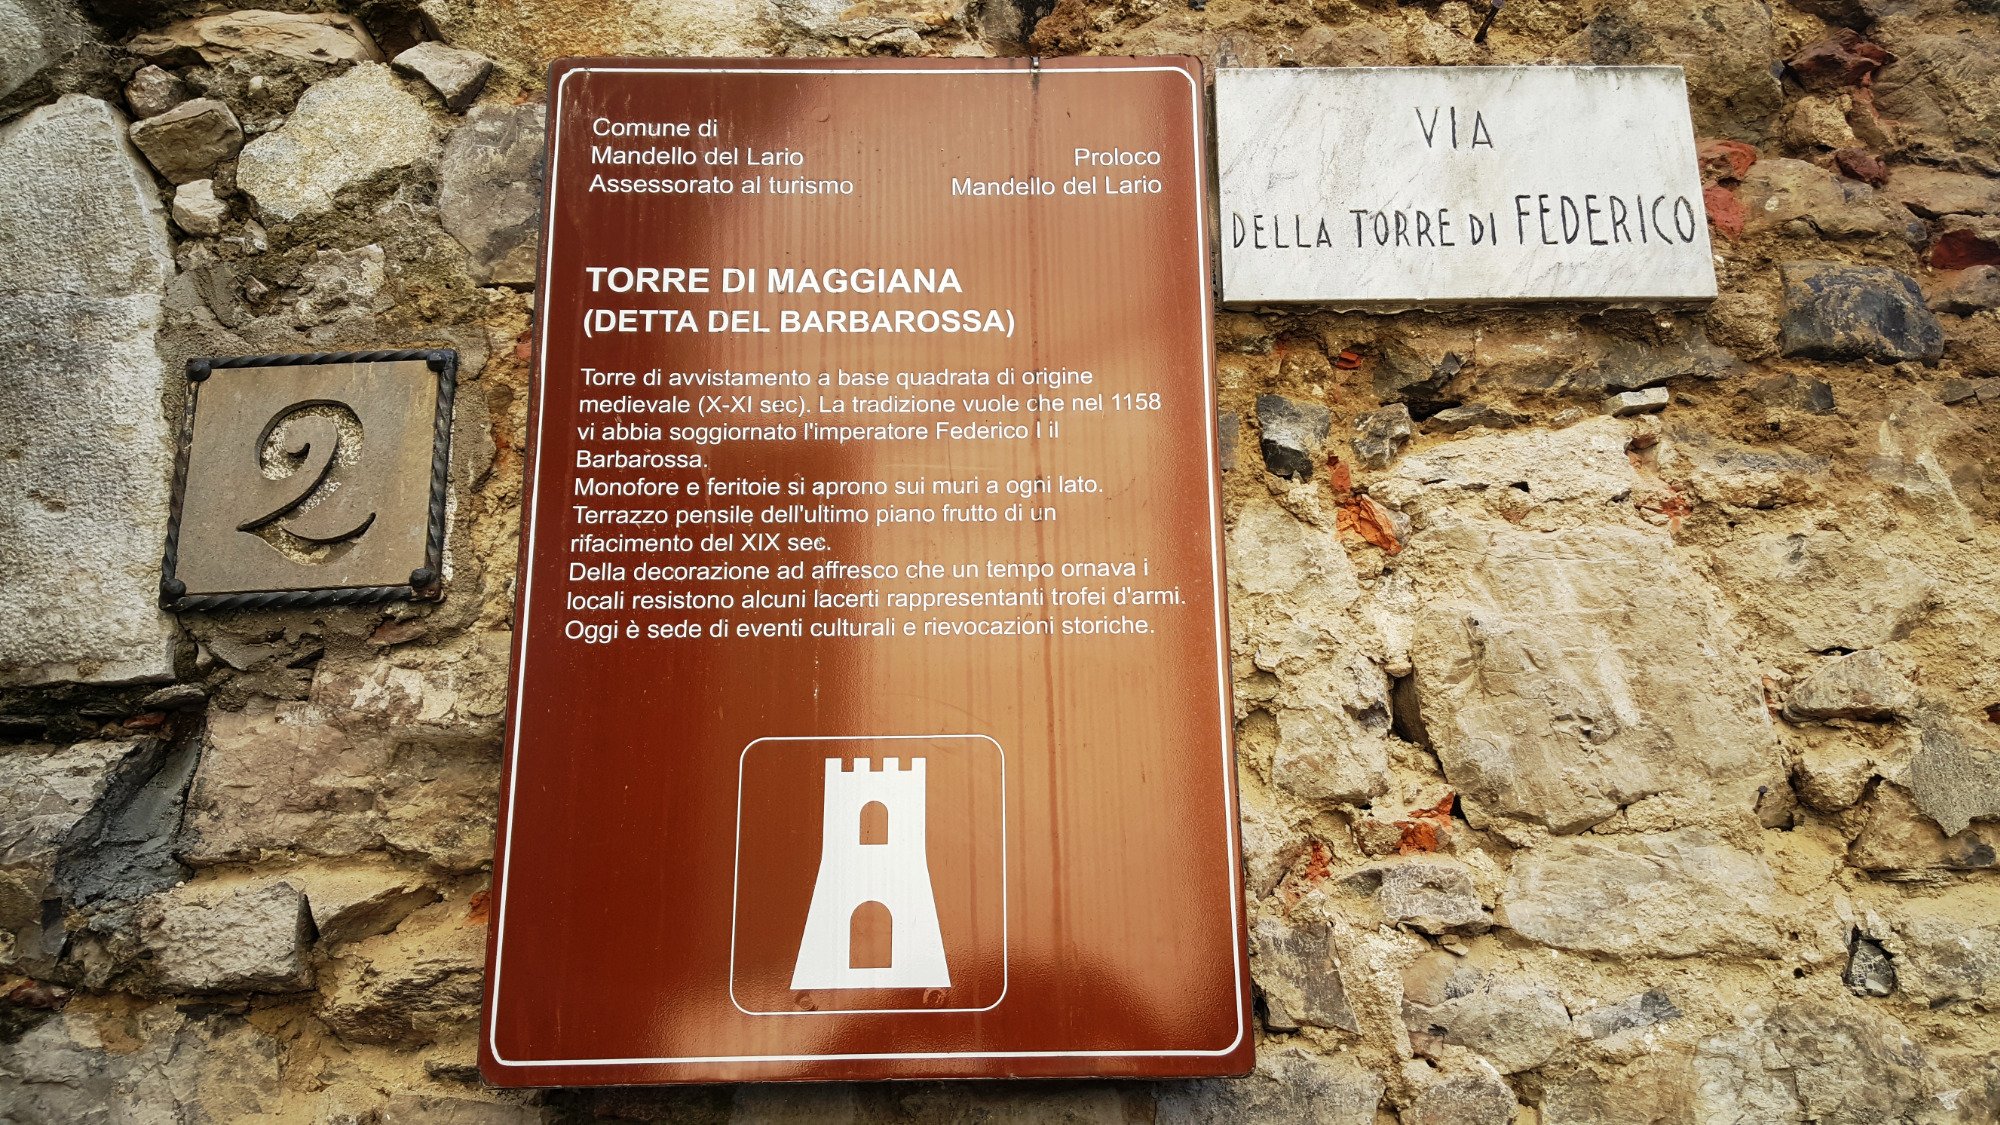 Comune di
Mandello del Lario
Assessorato al turismo
Proloco
Mandello del Lario
TORRE DI MAGGIANA
(DETTA DEL BARBAROSSA)
Torre di avvistamento a base quadrata di origine
medievale (X-XI sec). La tradizione vuole che nel 1158
vi abbia soggiornato l'imperatore Federico I il
Barbarossa.
Monofore e feritoie si aprono sui muri a ogni lato.
Terrazzo pensile dell'ultimo piano frutto di un
rifacimento del XIX sec.
Della decorazione ad affresco che un tempo ornava i
locali resistono alcuni lacerti rappresentanti trofei d'armi.
Oggi è sede di eventi culturali e rievocazioni storiche.
VIA
DELLA TORRE DI FEDERICO
2